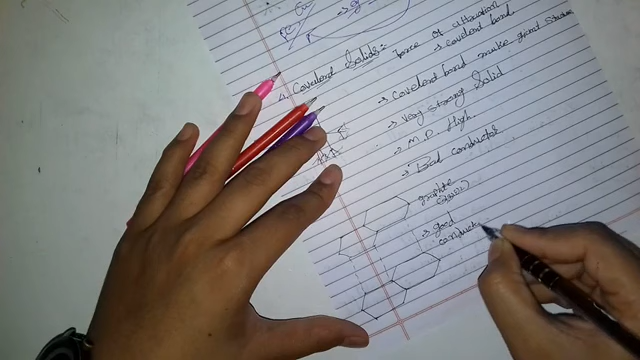 4. Covalent Solids:-
force of attraction
→ covalent bond
→ Covalent bond make giant
→ Very strong Solid
→ M.P. High
→ Bad conductor
graphite
→ good
conduct